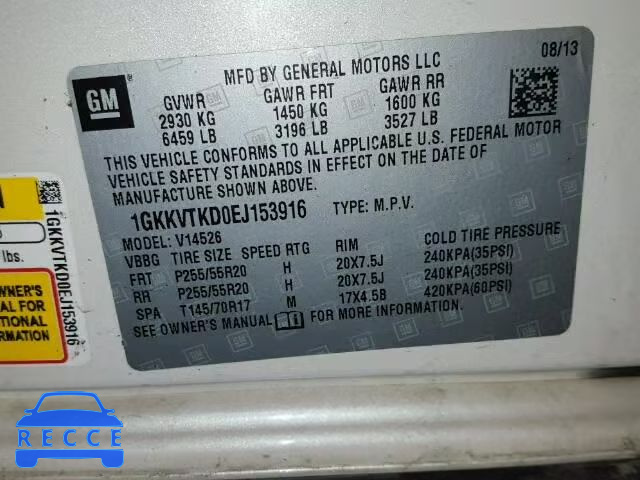 GM
MFD BY GENERAL MOTORS LLC
08/13
GVWR GAWR FRT GAWR RR
2930 KG 1450 KG 1600 KG
6459 LB 3196 LB 3527 LB
THIS VEHICLE CONFORMS TO ALL APPLICABLE U.S. FEDERAL MOTOR
VEHICLE SAFETY STANDARDS IN EFFECT ON THE DATE OF
MANUFACTURE SHOWN ABOVE.
1GKKVTKD0EJ153916 TYPE: M.P.V.
MODEL: V14526
VBBG TIRE SIZE SPEED RTG RIM COLD TIRE PRESSURE
FRT P255/55R20 H 20X7.5J 240KPA(35PSI)
RR P255/55R20 H 20X7.5J 240KPA(35PSI)
SPA T145/70R17 M 17X4.5B 420KPA(60PSI)
SEE OWNER'S MANUAL FOR MORE INFORMATION.
lbs.
OWNER'S
FOR
1GKKVTKD0EJ153916
RECCE